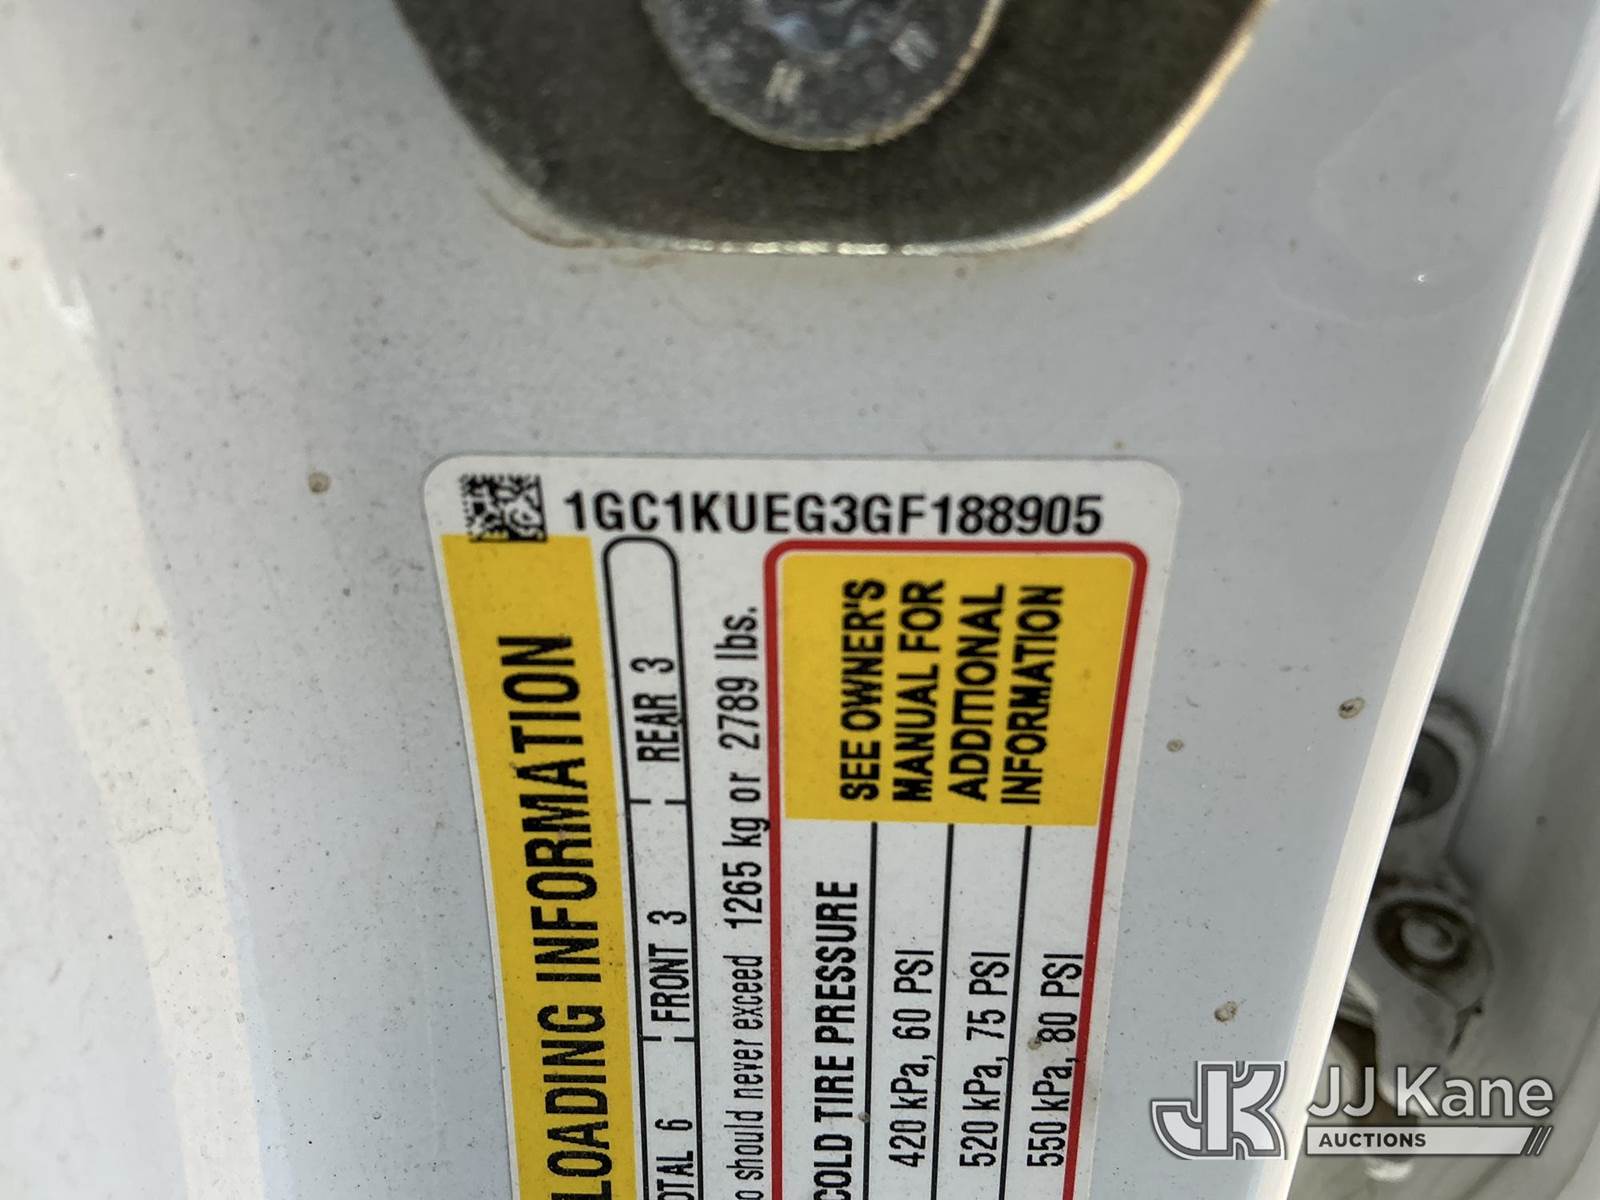 1GC1KUEG3GF188905
LOADING INFORMATION
FRONT 3 REAR 3
6
should never exceed 1265 kg or 2789 lbs.
COLD TIRE PRESSURE
420 kPa, 60 PSI
520 kPa, 75 PSI
550 kPa, 80 PSI
SEE OWNER'S
MANUAL FOR
ADDITIONAL
INFORMATION
JK JJ Kane
AUCTIONS